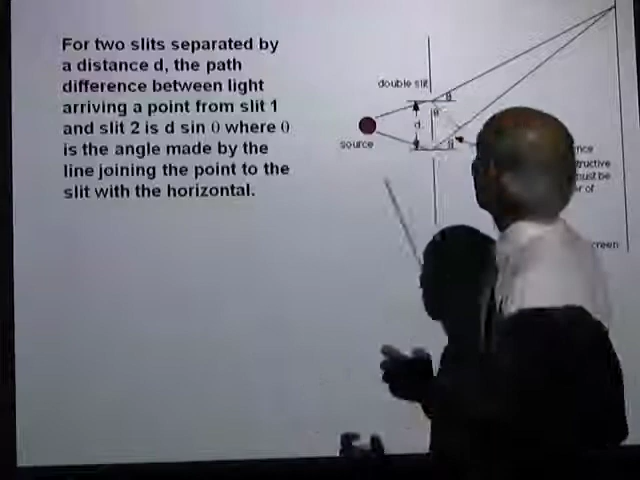 For two slits separated by
a distance d, the path
difference between light
arriving a point from slit 1
and slit 2 is d sin θ where θ
is the angle made by the
line joining the point to the
slit with the horizontal.
double slit
θ
θ
d
θ
source
must be